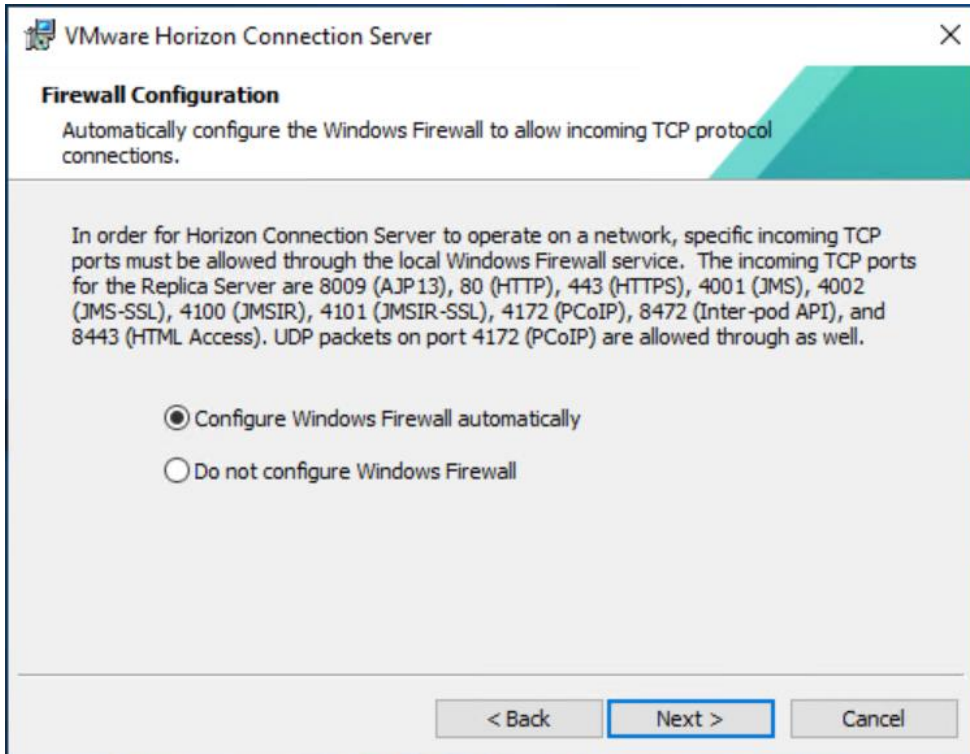 VMware Horizon Connection Server
Firewall Configuration
Automatically configure the Windows Firewall to allow incoming TCP protocol
connections.
In order for Horizon Connection Server to operate on a network, specific incoming TCP
ports must be allowed through the local Windows Firewall service.  The incoming TCP ports
for the Replica Server are 8009 (AJP13), 80 (HTTP), 443 (HTTPS), 4001 (JMS), 4002
(JMS-SSL), 4100 (JMSIR), 4101 (JMSIR-SSL), 4172 (PCoIP), 8472 (Inter-pod API), and
8443 (HTML Access). UDP packets on port 4172 (PCoIP) are allowed through as well.
Configure Windows Firewall automatically
Do not configure Windows Firewall
< Back
Next >
Cancel